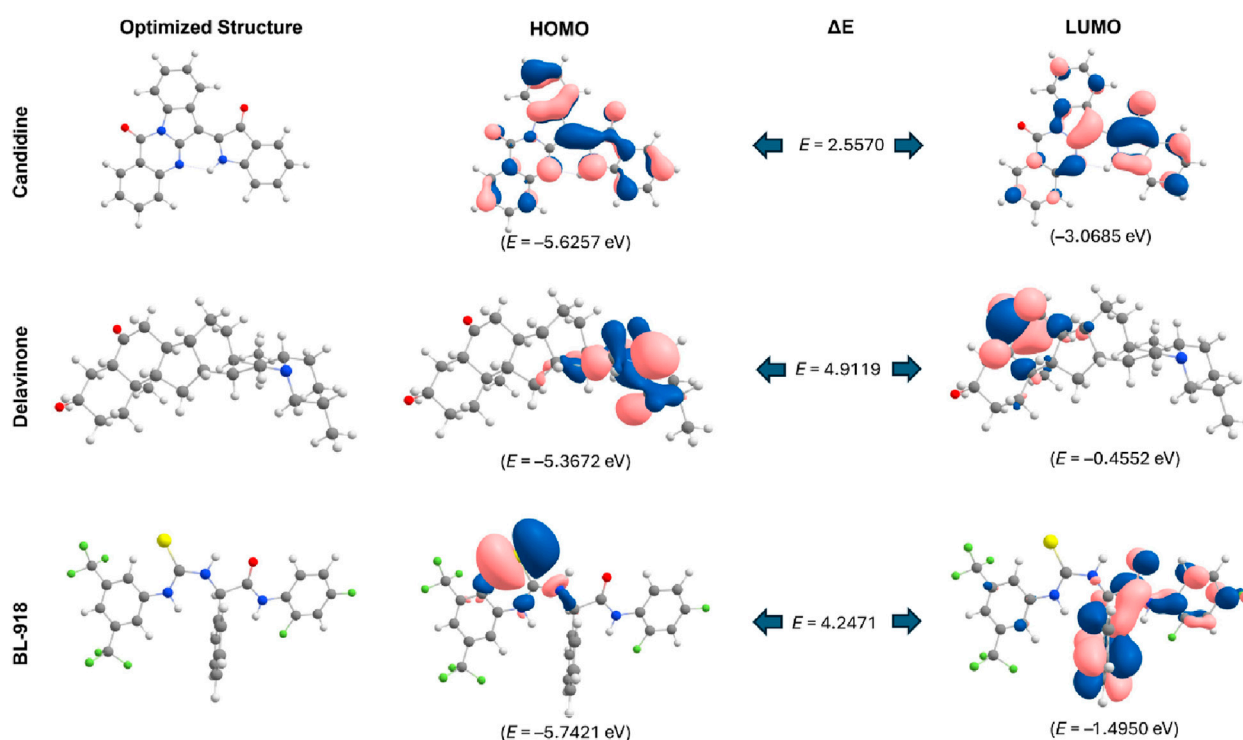 Optimized Structure HOMO ΔE LUMO
Candidine
E = 2.5570
(E = –5.6257 eV)
(–3.0685 eV)
Delavinone
E = 4.9119
(E = –5.3672 eV)
(E = –0.4552 eV)
BL-918
E = 4.2471
(E = –5.7421 eV)
(E = –1.4950 eV)